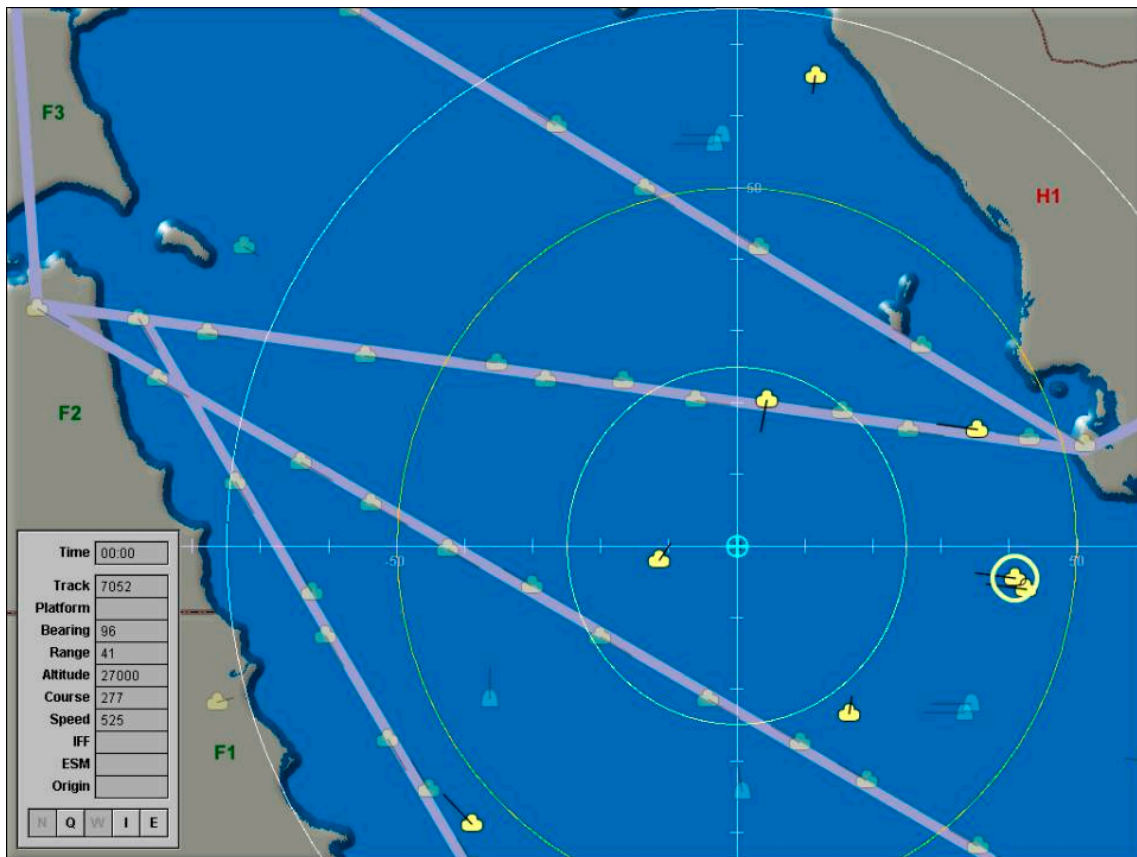 F3
50
H1
F2
-50
50
Time 00:00
Track 7052
Platform
Bearing 96
Range 41
Altitude 27000
Course 277
Speed 525
IFF
ESM
Origin
F1
N Q W I E